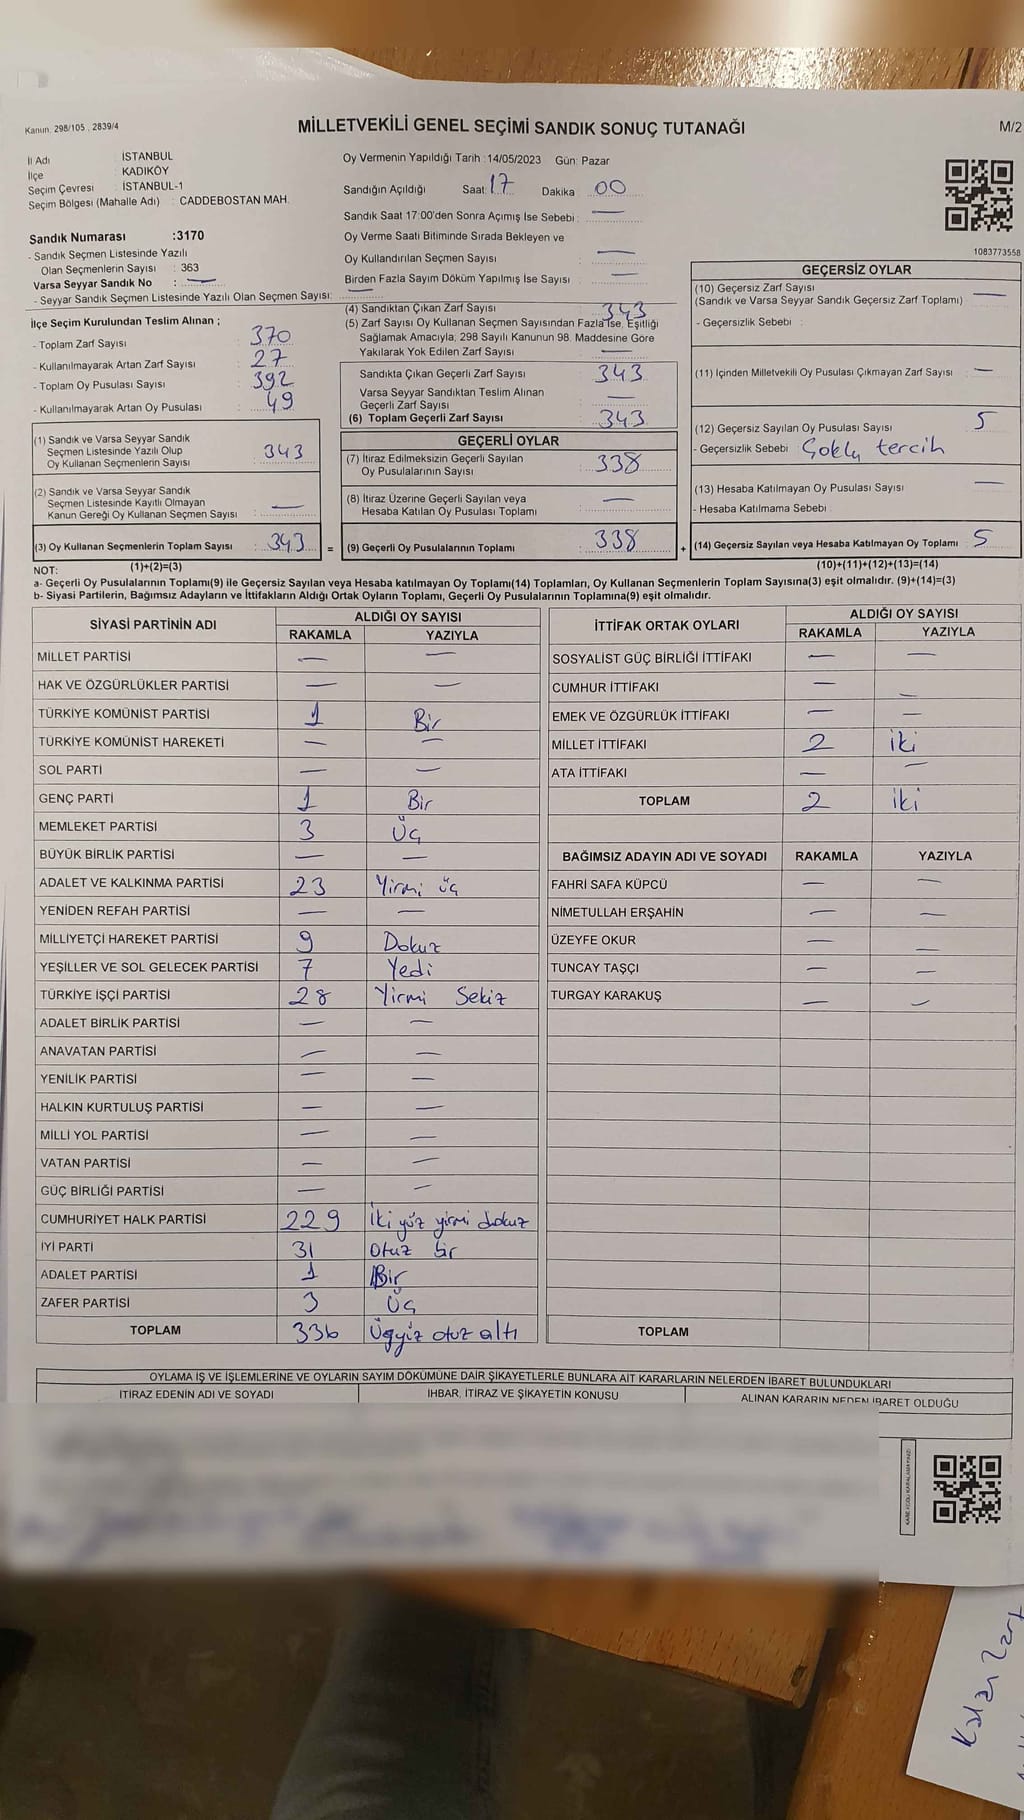 Kanun: 298/105 , 2839/4
MİLLETVEKİLİ GENEL SEÇİMİ SANDIK SONUÇ TUTANAĞI
M/2
İl Adı : İSTANBUL
İlçe : KADIKÖY
Seçim Çevresi : İSTANBUL-1
Seçim Bölgesi (Mahalle Adı) : CADDEBOSTAN MAH.
Oy Vermenin Yapıldığı Tarih :14/05/2023 Gün: Pazar
Sandığın Açıldığı Saat: 17 Dakika 00
Sandık Saat 17:00'den Sonra Açımış İse Sebebi : —
Oy Verme Saati Bitiminde Sırada Bekleyen ve
Oy Kullandırılan Seçmen Sayısı : —
Birden Fazla Sayım Döküm Yapılmış İse Sayısı : —
Sandık Numarası :3170
- Sandık Seçmen Listesinde Yazılı
Olan Seçmenlerin Sayısı : 363
Varsa Seyyar Sandık No : —
- Seyyar Sandık Seçmen Listesinde Yazılı Olan Seçmen Sayısı: —
İlçe Seçim Kurulundan Teslim Alınan ;
- Toplam Zarf Sayısı : 370
- Kullanılmayarak Artan Zarf Sayısı : 27
- Toplam Oy Pusulası Sayısı : 392
- Kullanılmayarak Artan Oy Pusulası : 49
(1) Sandık ve Varsa Seyyar Sandık
Seçmen Listesinde Yazılı Olup
Oy Kullanan Seçmenlerin Sayısı : 343
(2) Sandık ve Varsa Seyyar Sandık
Seçmen Listesinde Kayıtlı Olmayan
Kanun Gereği Oy Kullanan Seçmen Sayısı : —
(3) Oy Kullanan Seçmenlerin Toplam Sayısı : 343 =
(4) Sandıktan Çıkan Zarf Sayısı : 343
(5) Zarf Sayısı Oy Kullanan Seçmen Sayısından Fazla İse, Eşitliği
Sağlamak Amacıyla; 298 Sayılı Kanunun 98. Maddesine Göre
Yakılarak Yok Edilen Zarf Sayısı : —
Sandıkta Çıkan Geçerli Zarf Sayısı : 343
Varsa Seyyar Sandıktan Teslim Alınan
Geçerli Zarf Sayısı : —
(6) Toplam Geçerli Zarf Sayısı : 343
GEÇERLİ OYLAR
(7) İtiraz Edilmeksizin Geçerli Sayılan
Oy Pusulalarının Sayısı : 338
(8) İtiraz Üzerine Geçerli Sayılan veya
Hesaba Katılan Oy Pusulası Toplamı : —
(9) Geçerli Oy Pusulalarının Toplamı : 338 +
1083773558
GEÇERSİZ OYLAR
(10) Geçersiz Zarf Sayısı : —
(Sandık ve Varsa Seyyar Sandık Geçersiz Zarf Toplamı)
- Geçersizlik Sebebi :
(11) İçinden Milletvekili Oy Pusulası Çıkmayan Zarf Sayısı : —
(12) Geçersiz Sayılan Oy Pusulası Sayısı : 5
- Geçersizlik Sebebi : Çoklu tercih
(13) Hesaba Katılmayan Oy Pusulası Sayısı : —
- Hesaba Katılmama Sebebi :
(14) Geçersiz Sayılan veya Hesaba Katılmayan Oy Toplamı : 5
NOT: (1)+(2)=(3) (10)+(11)+(12)+(13)=(14)
a- Geçerli Oy Pusulalarının Toplamı(9) ile Geçersiz Sayılan veya Hesaba katılmayan Oy Toplamı(14) Toplamları, Oy Kullanan Seçmenlerin Toplam Sayısına(3) eşit olmalıdır. (9)+(14)=(3)
b- Siyasi Partilerin, Bağımsız Adayların ve İttifakların Aldığı Ortak Oyların Toplamı, Geçerli Oy Pusulalarının Toplamına(9) eşit olmalıdır.
SİYASİ PARTİNİN ADI ALDIĞI OY SAYISI
RAKAMLA YAZIYLA
MİLLET PARTİSİ — —
HAK VE ÖZGÜRLÜKLER PARTİSİ — —
TÜRKİYE KOMÜNİST PARTİSİ 1 Bir
TÜRKİYE KOMÜNİST HAREKETİ — —
SOL PARTİ — —
GENÇ PARTİ 1 Bir
MEMLEKET PARTİSİ 3 Üç
BÜYÜK BİRLİK PARTİSİ — —
ADALET VE KALKINMA PARTİSİ 23 Yirmi üç
YENİDEN REFAH PARTİSİ — —
MİLLİYETÇİ HAREKET PARTİSİ 9 Dokuz
YEŞİLLER VE SOL GELECEK PARTİSİ 7 Yedi
TÜRKİYE İŞÇİ PARTİSİ 28 Yirmi Sekiz
ADALET BİRLİK PARTİSİ — —
ANAVATAN PARTİSİ — —
YENİLİK PARTİSİ — —
HALKIN KURTULUŞ PARTİSİ — —
MİLLİ YOL PARTİSİ — —
VATAN PARTİSİ — —
GÜÇ BİRLİĞİ PARTİSİ — —
CUMHURİYET HALK PARTİSİ 229 İki yüz yirmi dokuz
İYİ PARTİ 31 Otuz bir
ADALET PARTİSİ 1 Bir
ZAFER PARTİSİ 3 Üç
TOPLAM 336 Üçyüz otuz altı
İTTİFAK ORTAK OYLARI ALDIĞI OY SAYISI
RAKAMLA YAZIYLA
SOSYALİST GÜÇ BİRLİĞİ İTTİFAKI — —
CUMHUR İTTİFAKI — —
EMEK VE ÖZGÜRLÜK İTTİFAKI — —
MİLLET İTTİFAKI 2 iki
ATA İTTİFAKI — —
TOPLAM 2 iki
BAĞIMSIZ ADAYIN ADI VE SOYADI RAKAMLA YAZIYLA
FAHRİ SAFA KÜPCÜ — —
NİMETULLAH ERŞAHİN — —
ÜZEYFE OKUR — —
TUNCAY TAŞÇI — —
TURGAY KARAKUŞ — —
TOPLAM
OYLAMA İŞ VE İŞLEMLERİNE VE OYLARIN SAYIM DÖKÜMÜNE DAİR ŞİKAYETLERLE BUNLARA AİT KARARLARIN NELERDEN İBARET BULUNDUKLARI
İTİRAZ EDENİN ADI VE SOYADI İHBAR, İTİRAZ VE ŞİKAYETİN KONUSU ALINAN KARARIN NEDEN İBARET OLDUĞU
Kalan Zarf